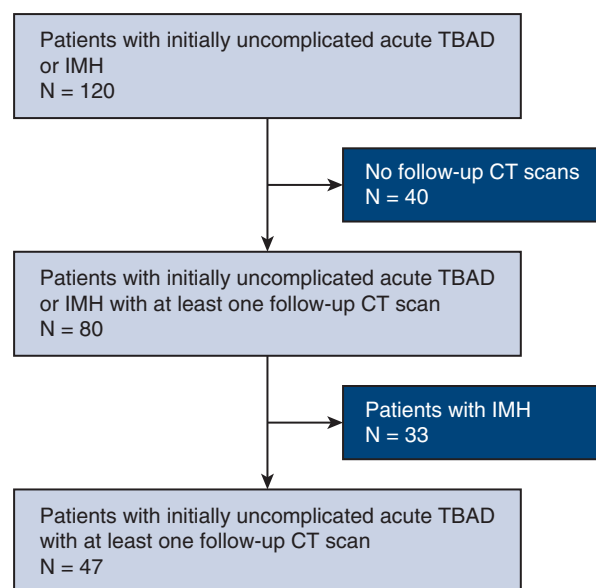 Patients with initially uncomplicated acute TBAD
or IMH
N = 120
No follow-up CT scans
N = 40
Patients with initially uncomplicated acute TBAD
or IMH with at least one follow-up CT scan
N = 80
Patients with IMH
N = 33
Patients with initially uncomplicated acute TBAD
with at least one follow-up CT scan
N = 47